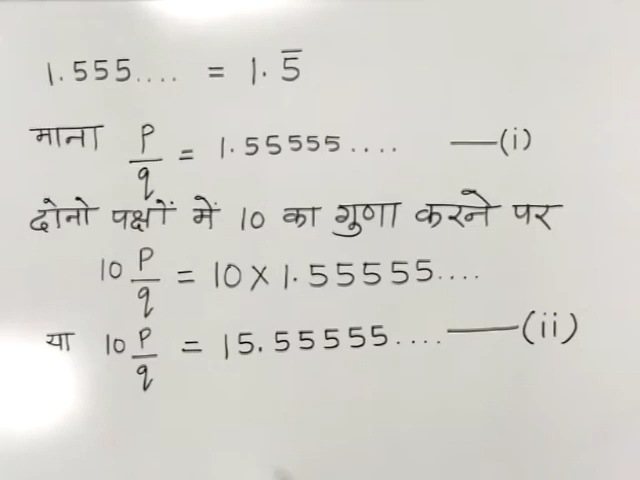 1.555.... = 1.5̅
माना p/q = 1.55555.... —(i)
दोनो पक्षों में 10 का गुणा करने पर
10 p/q = 10 × 1.55555....
या 10 p/q = 15.55555.... —(ii)